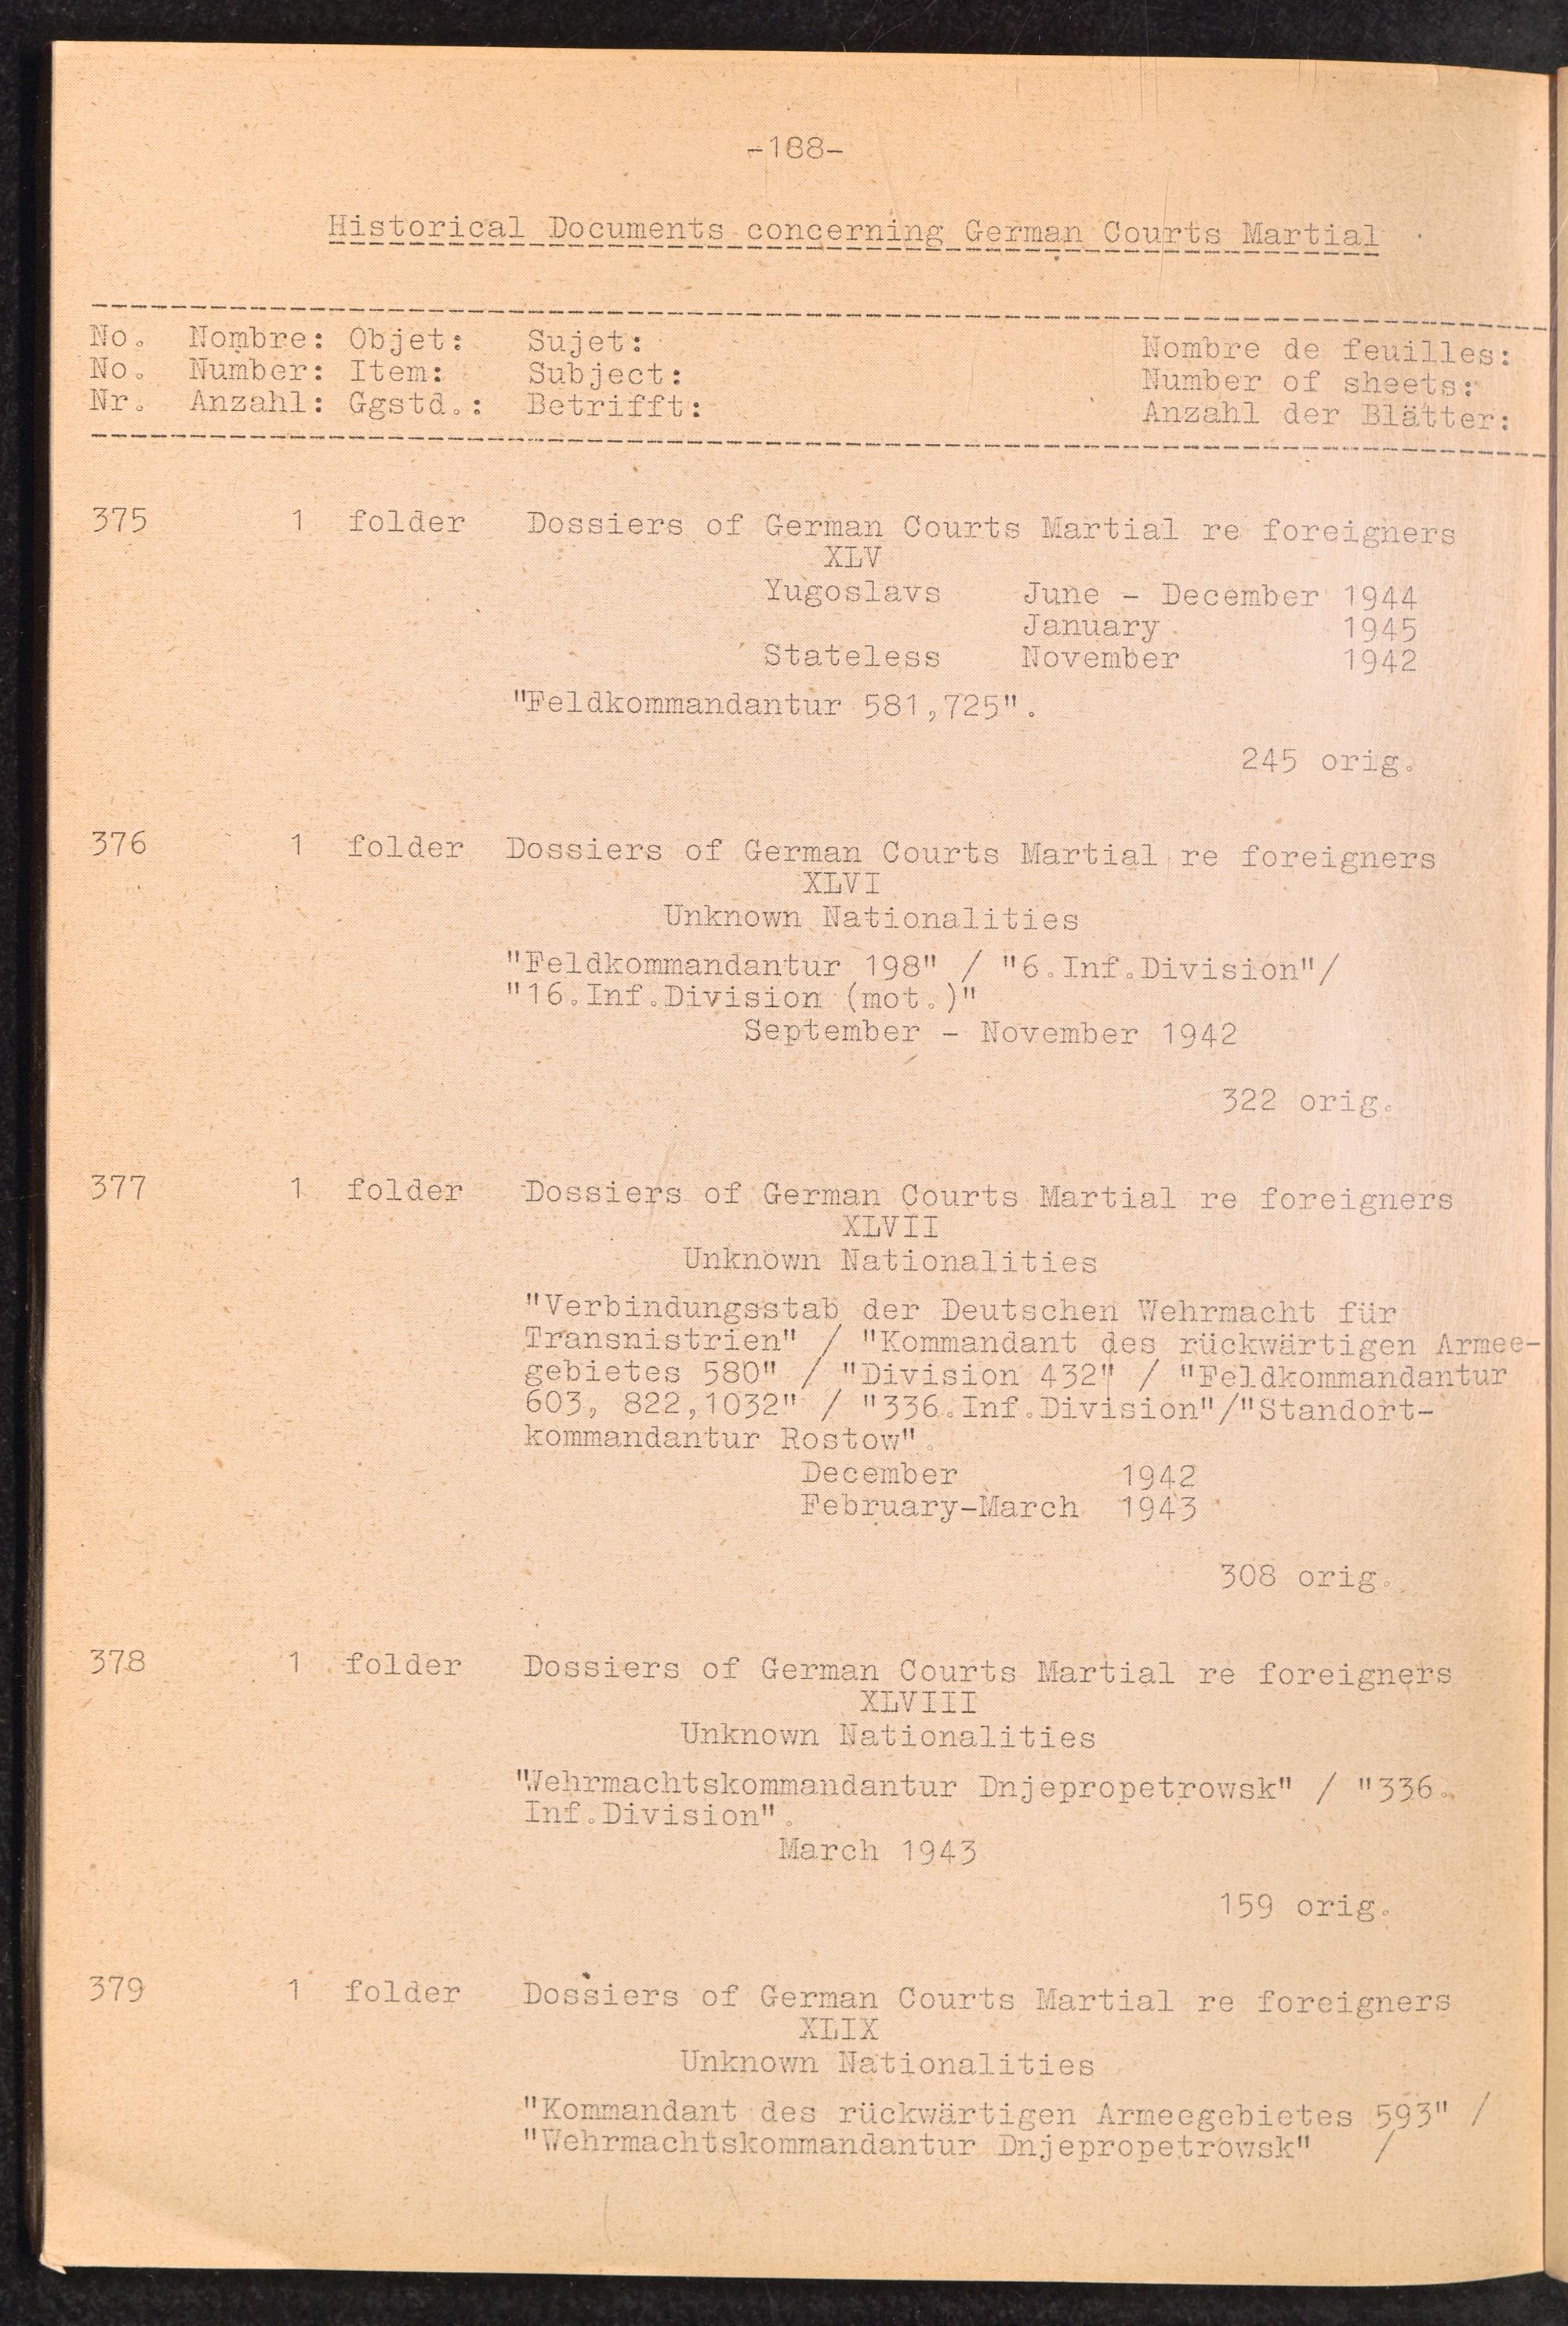 -188-
Historical Documents concerning German Courts Martial
No. Nombre: Objet: Sujet: Nombre de feuilles:
No. Number: Item: Subject: Number of sheets:
Nr. Anzahl: Ggstd.: Betrifft: Anzahl der Blätter:
375 1 folder Dossiers of German Courts Martial re foreigners
XLV
Yugoslavs June - December 1944
January 1945
Stateless November 1942
"Feldkommandantur 581,725".
245 orig.
376 1 folder Dossiers of German Courts Martial re foreigners
XLVI
Unknown Nationalities
"Feldkommandantur 198" / "6.Inf.Division"/
"16.Inf.Division (mot.)"
September - November 1942
322 orig.
377 1 folder Dossiers of German Courts Martial re foreigners
XLVII
Unknown Nationalities
"Verbindungsstab der Deutschen Wehrmacht für
Transnistrien" / "Kommandant des rückwärtigen Armee-
gebietes 580" / "Division 432" / "Feldkommandantur
603, 822,1032" / "336.Inf.Division"/"Standort-
kommandantur Rostow".
December 1942
February-March 1943
308 orig.
378 1 folder Dossiers of German Courts Martial re foreigners
XLVIII
Unknown Nationalities
"Wehrmachtskommandantur Dnjepropetrowsk" / "336.
Inf.Division".
March 1943
159 orig.
379 1 folder Dossiers of German Courts Martial re foreigners
XLIX
Unknown Nationalities
"Kommandant des rückwärtigen Armeegebietes 593" /
"Wehrmachtskommandantur Dnjepropetrowsk" /